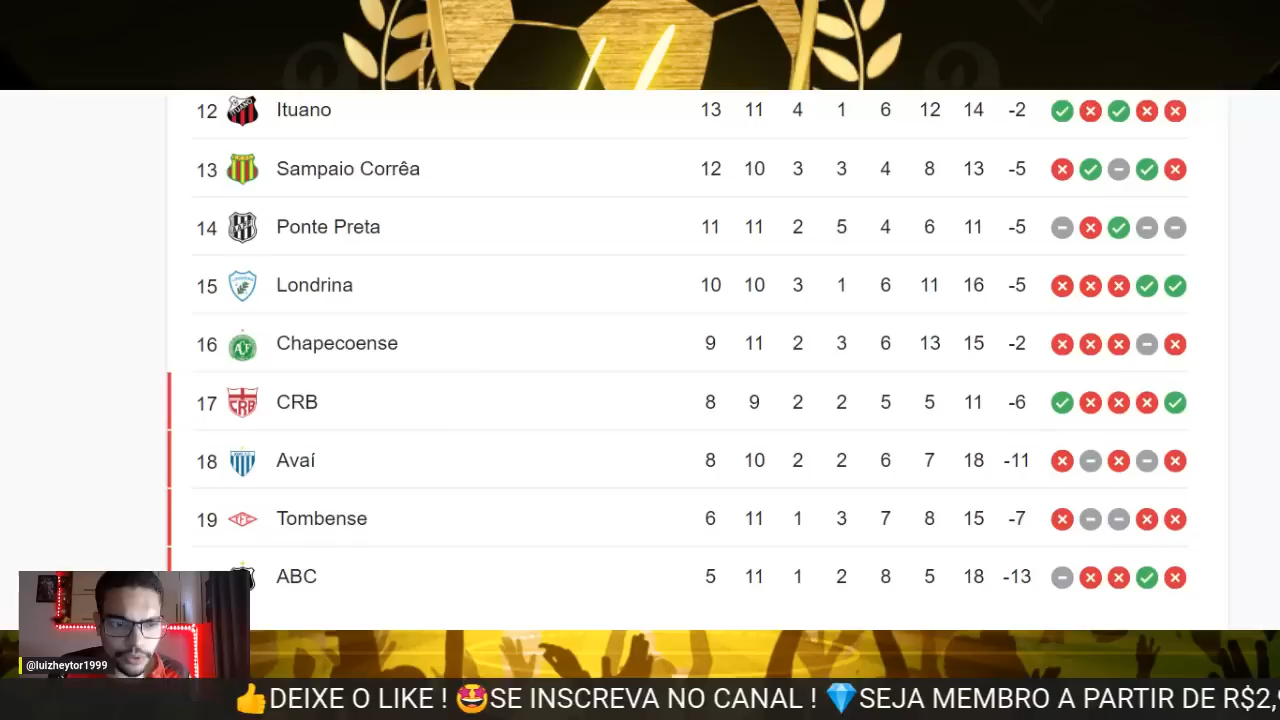 12 Ituano 13 11 4 1 6 12 14 -2
13 Sampaio Corrêa 12 10 3 3 4 8 13 -5
14 Ponte Preta 11 11 2 5 4 6 11 -5
15 Londrina 10 10 3 1 6 11 16 -5
16 Chapecoense 9 11 2 3 6 13 15 -2
17 CRB 8 9 2 2 5 5 11 -6
18 Avaí 8 10 2 2 6 7 18 -11
19 Tombense 6 11 1 3 7 8 15 -7
ABC 5 11 1 2 8 5 18 -13
@luizheytor1999
👍DEIXE O LIKE ! 🤩SE INSCREVA NO CANAL ! 💎SEJA MEMBRO A PARTIR DE R$2,